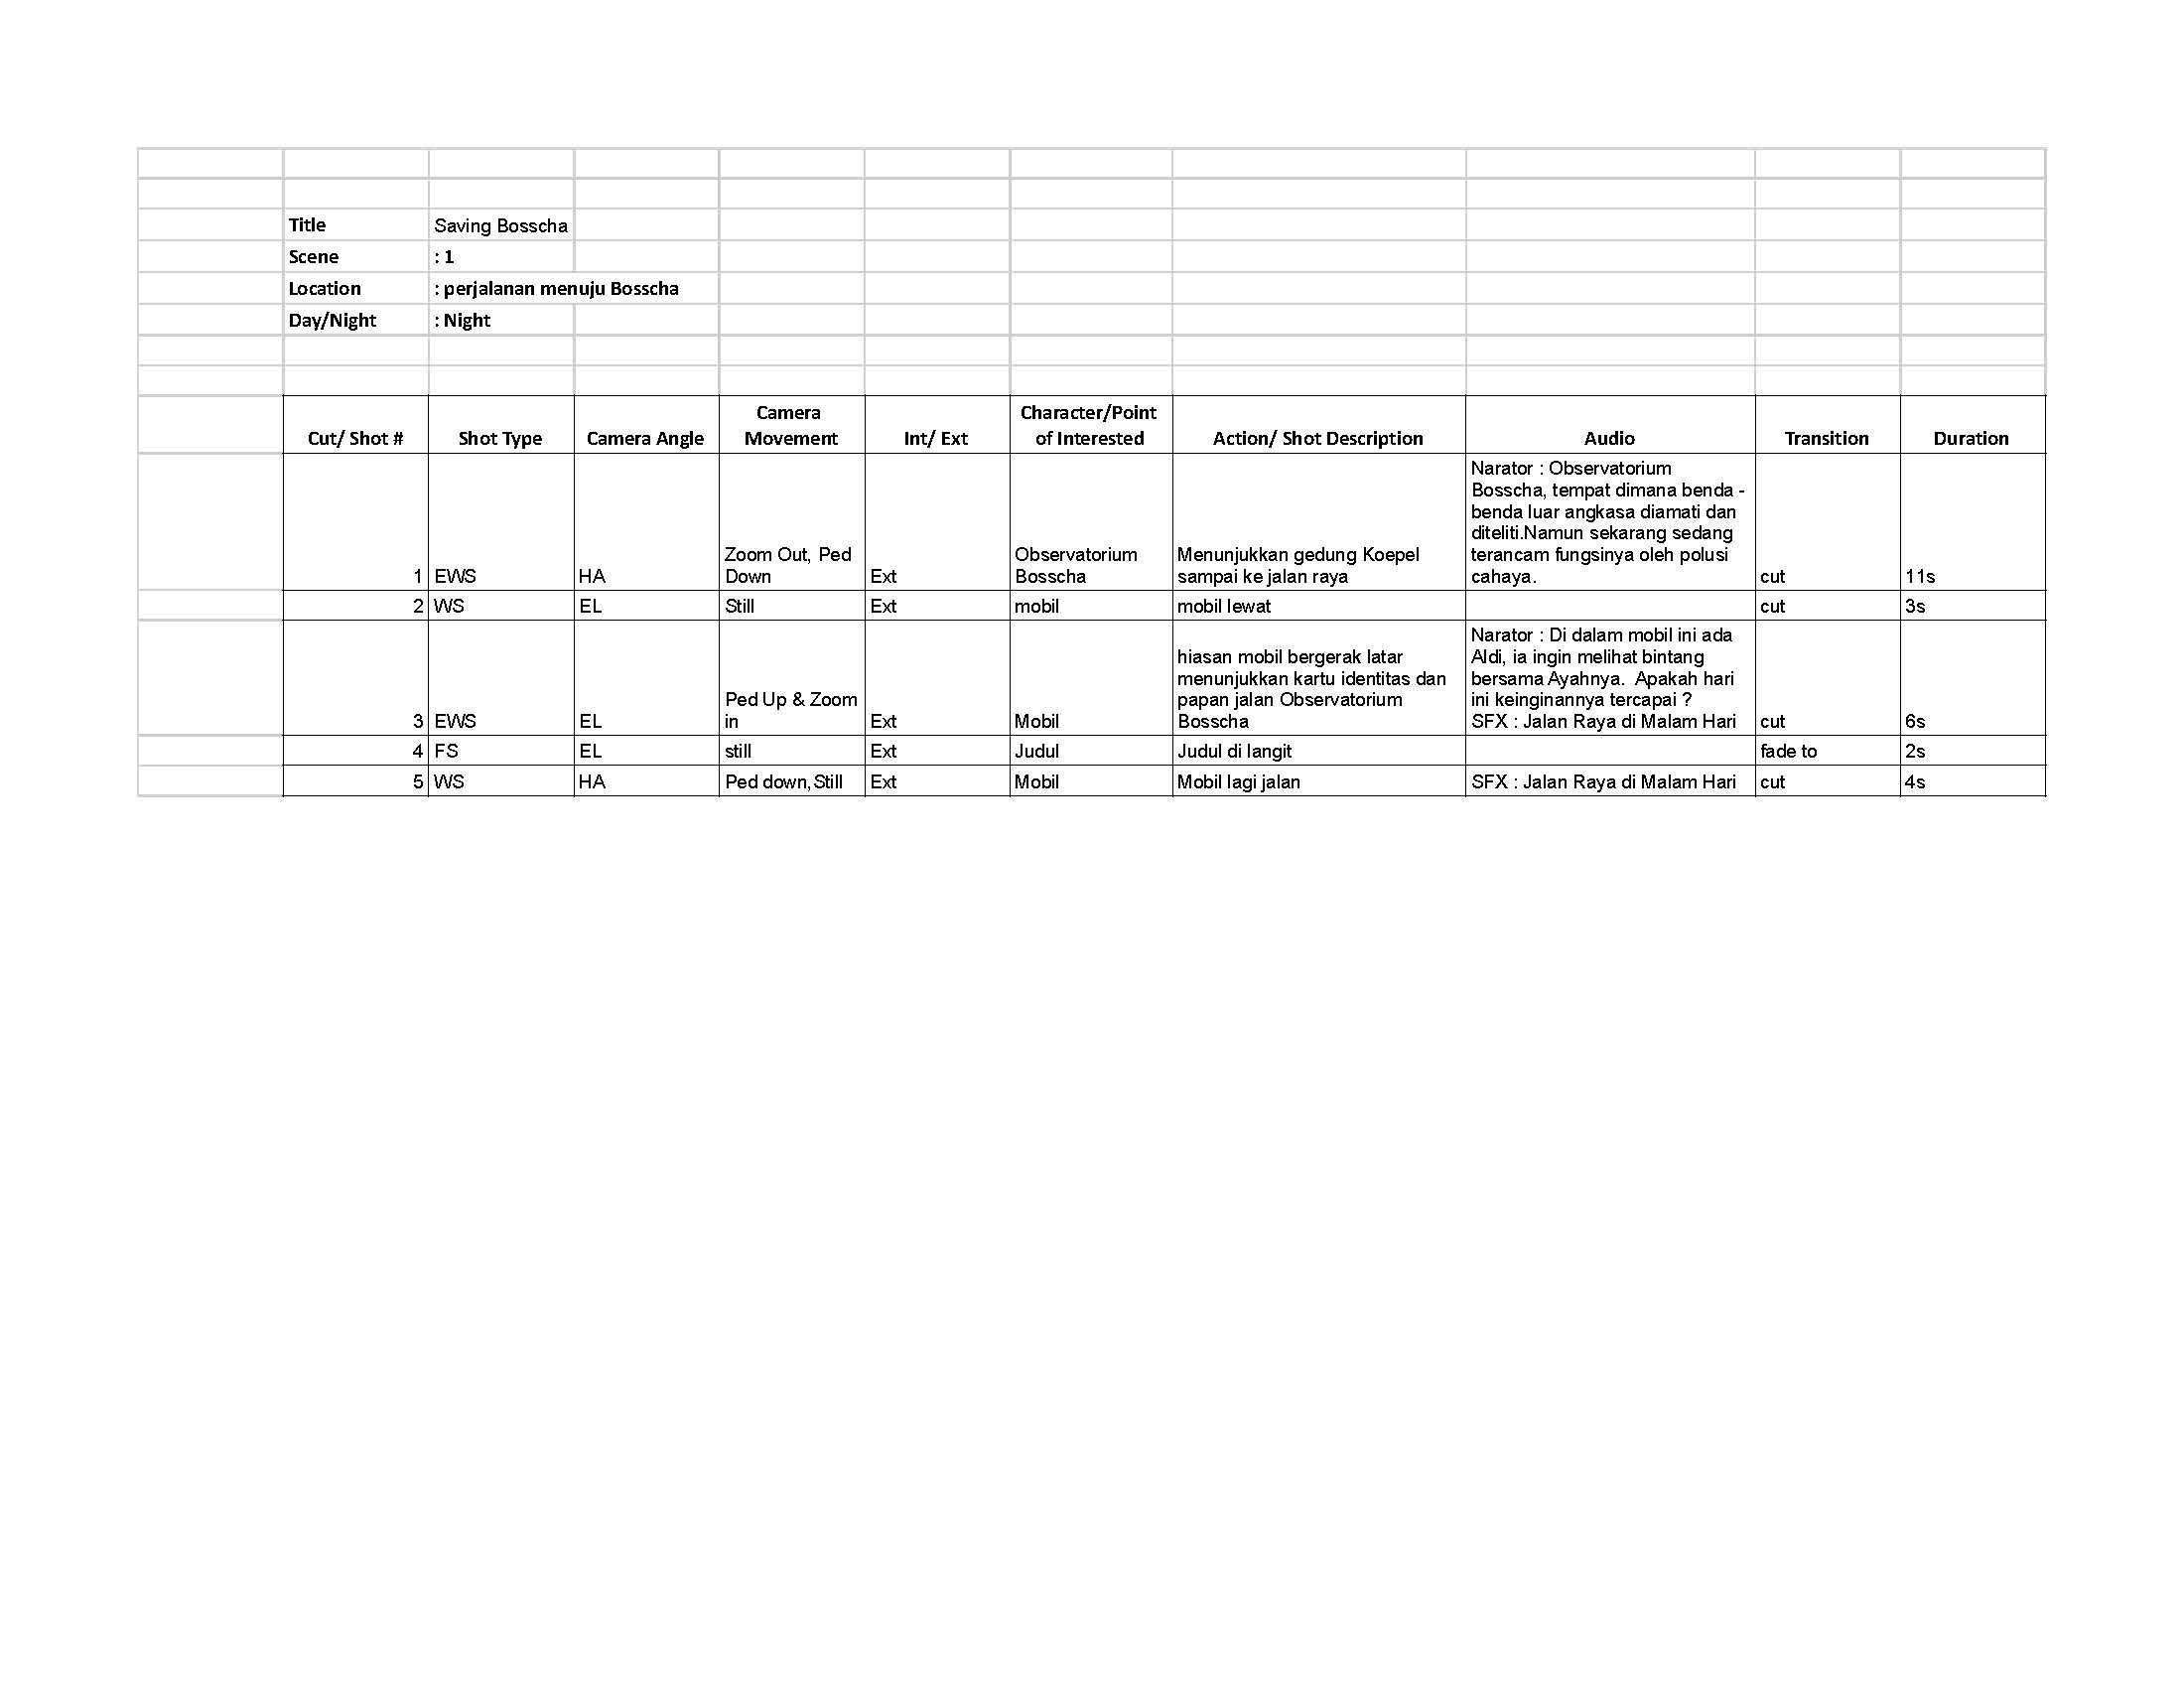 Title Saving Bosscha
Scene : 1
Location : perjalanan menuju Bosscha
Day/Night : Night
Cut/ Shot # Shot Type Camera Angle Camera Movement Int/ Ext Character/Point of Interested Action/ Shot Description Audio Transition Duration
1 EWS HA Zoom Out, Ped Down Ext Observatorium Bosscha Menunjukkan gedung Koepel sampai ke jalan raya Narator : Observatorium Bosscha, tempat dimana benda - benda luar angkasa diamati dan diteliti.Namun sekarang sedang terancam fungsinya oleh polusi cahaya. cut 11s
2 WS EL Still Ext mobil mobil lewat cut 3s
3 EWS EL Ped Up & Zoom in Ext Mobil hiasan mobil bergerak latar menunjukkan kartu identitas dan papan jalan Observatorium Bosscha Narator : Di dalam mobil ini ada Aldi, ia ingin melihat bintang bersama Ayahnya.  Apakah hari ini keinginannya tercapai ? SFX : Jalan Raya di Malam Hari cut 6s
4 FS EL still Ext Judul Judul di langit fade to 2s
5 WS HA Ped down, Still Ext Mobil Mobil lagi jalan SFX : Jalan Raya di Malam Hari cut 4s